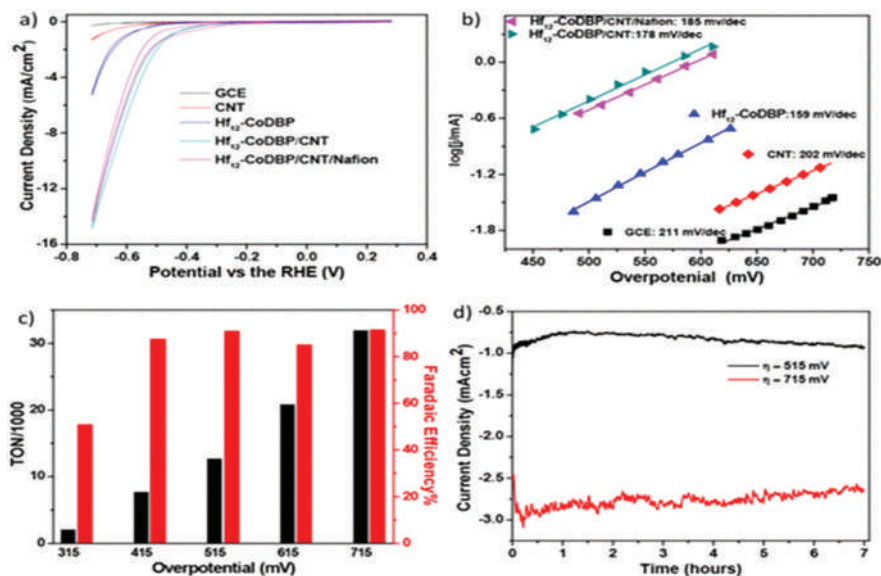 a)
Current Density (mA/cm²)
0
-4
-8
-12
-16
GCE
CNT
Hf₁₂-CoDBP
Hf₁₂-CoDBP/CNT
Hf₁₂-CoDBP/CNT/Nafion
-0.8 -0.6 -0.4 -0.2 0.0 0.2 0.4
Potential vs the RHE (V)
b)
Hf₁₂-CoDBP/CNT/Nafion: 185 mv/dec
Hf₁₂-CoDBP/CNT:178 mV/dec
log[j/mA]
0.0
-0.6
-1.2
-1.8
Hf₁₂-CoDBP:159 mV/dec
CNT: 202 mV/dec
GCE: 211 mV/dec
450 500 550 600 650 700 750
Overpotenial (mV)
c)
TON/1000
30
20
10
0
100
80
60
40
20
0
Faradaic Efficiency%
315 415 515 615 715
Overpotential (mV)
d)
Current Density (mAcm²)
-0.5
-1.0
-1.5
-2.0
-2.5
-3.0
η – 515 mV
η – 715 mV
0 1 2 3 4 5 6 7
Time (hours)